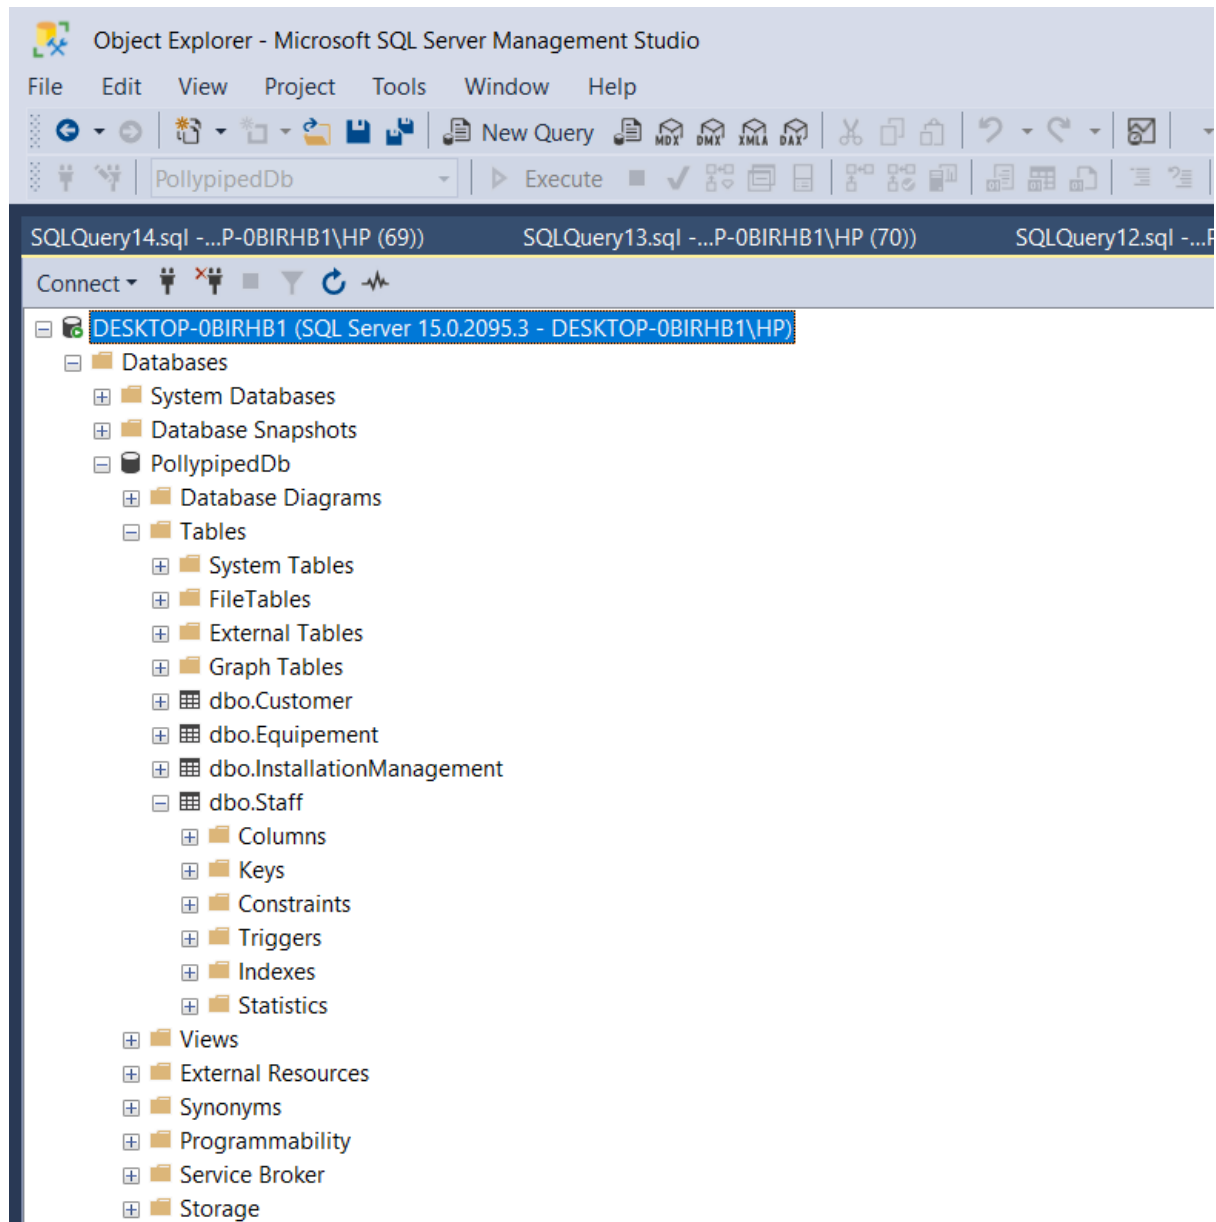 Object Explorer - Microsoft SQL Server Management Studio
File Edit View Project Tools Window Help
New Query MDX DMX XMLA DAX
PollypipedDb Execute
SQLQuery14.sql -...P-0BIRHB1\HP (69)) SQLQuery13.sql -...P-0BIRHB1\HP (70)) SQLQuery12.sql -...P
Connect
DESKTOP-0BIRHB1 (SQL Server 15.0.2095.3 - DESKTOP-0BIRHB1\HP)
Databases
System Databases
Database Snapshots
PollypipedDb
Database Diagrams
Tables
System Tables
FileTables
External Tables
Graph Tables
dbo.Customer
dbo.Equipement
dbo.InstallationManagement
dbo.Staff
Columns
Keys
Constraints
Triggers
Indexes
Statistics
Views
External Resources
Synonyms
Programmability
Service Broker
Storage